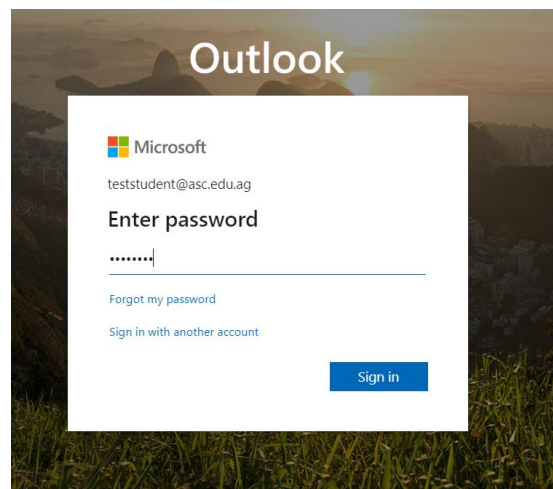 Outlook
Microsoft
teststudent@asc.edu.ag
Enter password
••••••••
Forgot my password
Sign in with another account
Sign in